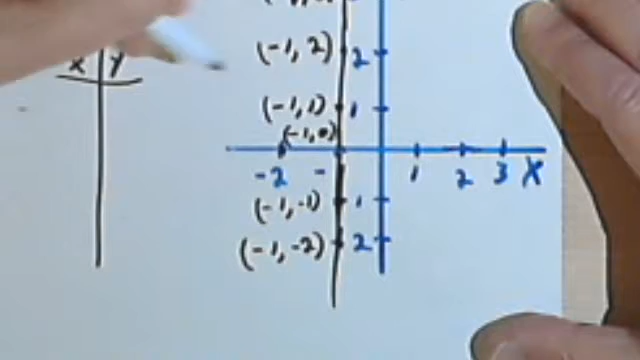 X Y
(-1, 2) 2
(-1, 1) 1
(-1, 0)
-2 - 1 2 3 X
(-1, -1) 1
(-1, -2) 2